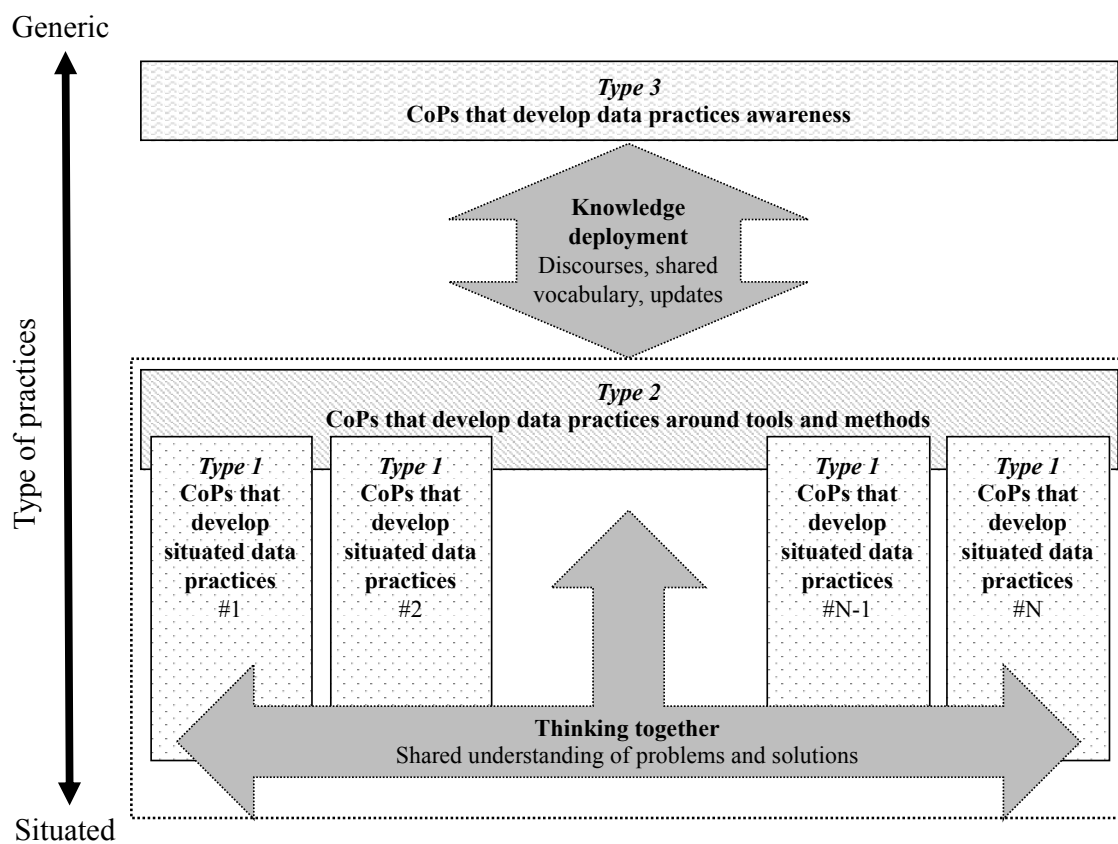 Generic
Type 3
CoPs that develop data practices awareness
Knowledge
deployment
Discourses, shared
vocabulary, updates
Type of practices
Type 2
CoPs that develop data practices around tools and methods
Type 1
CoPs that
develop
situated data
practices
#1
Type 1
CoPs that
develop
situated data
practices
#2
Type 1
CoPs that
develop
situated data
practices
#N-1
Type 1
CoPs that
develop
situated data
practices
#N
Thinking together
Shared understanding of problems and solutions
Situated